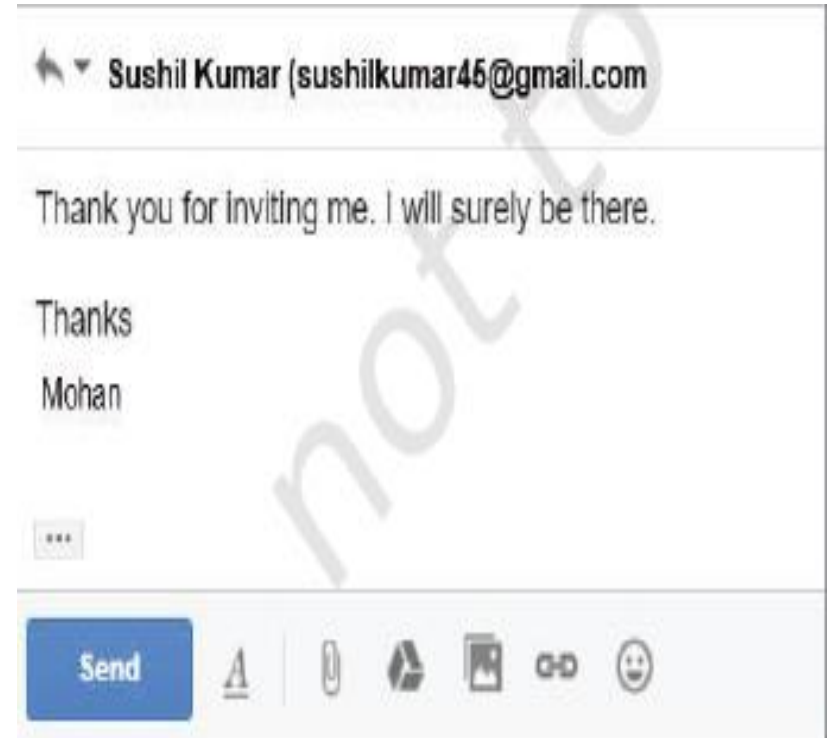 Sushil Kumar (sushilkumar45@gmail.com
Thank you for inviting me. I will surely be there.
Thanks
Mohan
...
Send A
not to